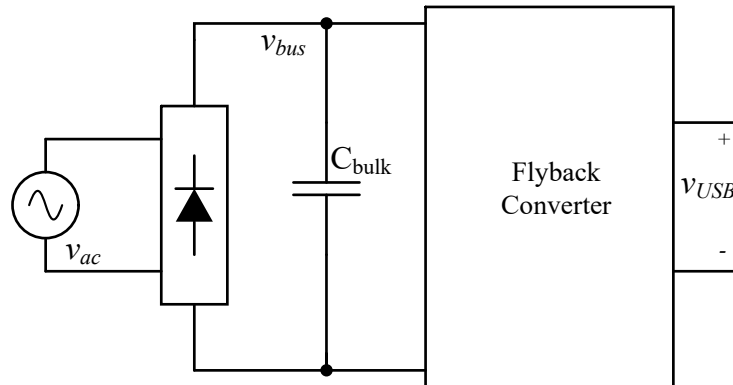 v_bus
C_bulk
Flyback
Converter
+
v_USB
-
v_ac